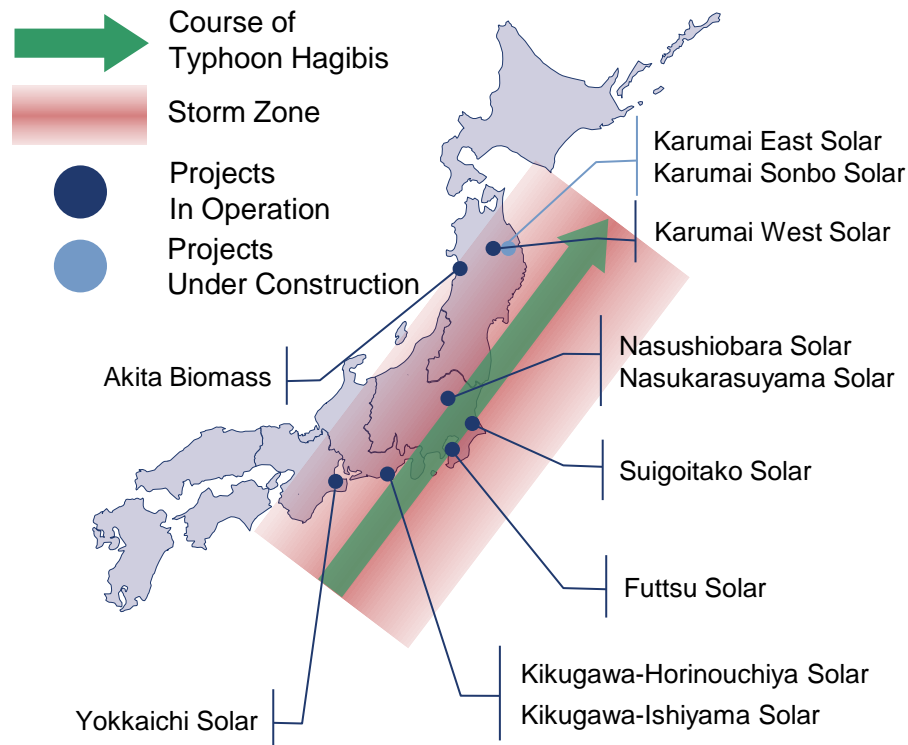 Course of
Typhoon Hagibis
Storm Zone
Projects
In Operation
Projects
Under Construction
Karumai East Solar
Karumai Sonbo Solar
Karumai West Solar
Akita Biomass
Nasushiobara Solar
Nasukarasuyama Solar
Suigoitako Solar
Futtsu Solar
Kikugawa-Horinouchiya Solar
Kikugawa-Ishiyama Solar
Yokkaichi Solar